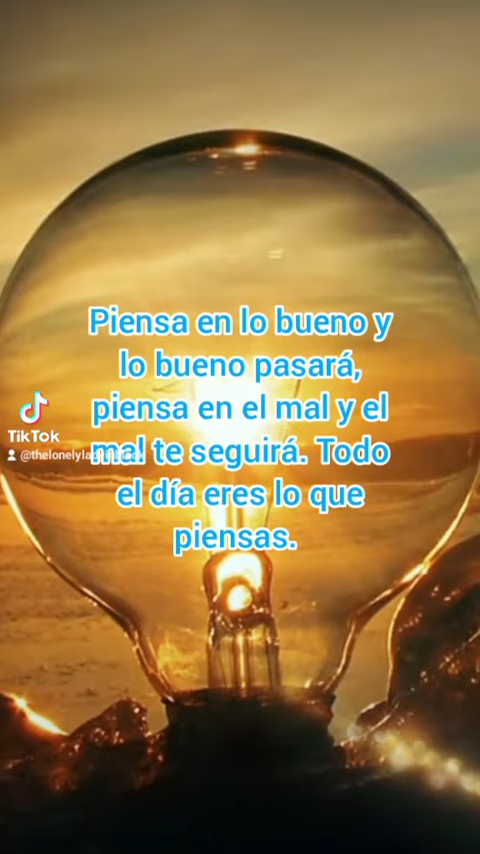 Piensa en lo bueno y
lo bueno pasará,
piensa en el mal y el
mal te seguirá. Todo
el día eres lo que
piensas.
TikTok